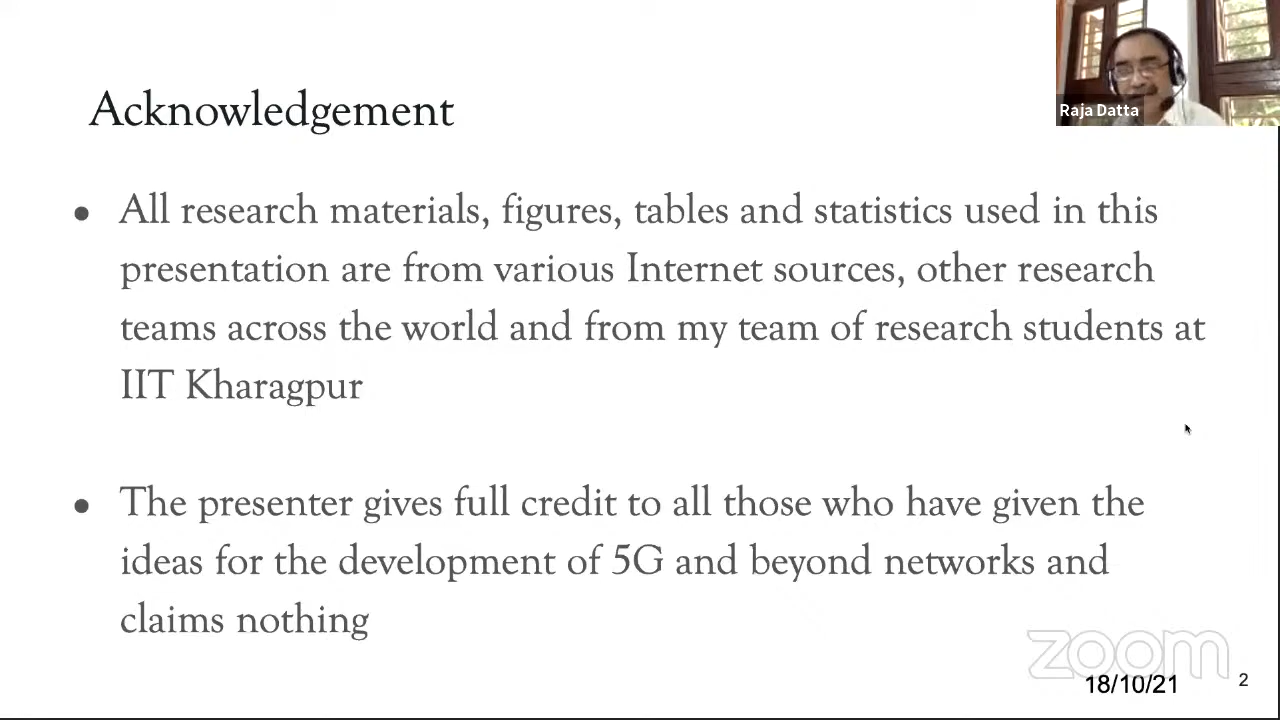 Raja Datta
Acknowledgement
• All research materials, figures, tables and statistics used in this
presentation are from various Internet sources, other research
teams across the world and from my team of research students at
IIT Kharagpur
• The presenter gives full credit to all those who have given the
ideas for the development of 5G and beyond networks and
claims nothing
zoom
18/10/21
2